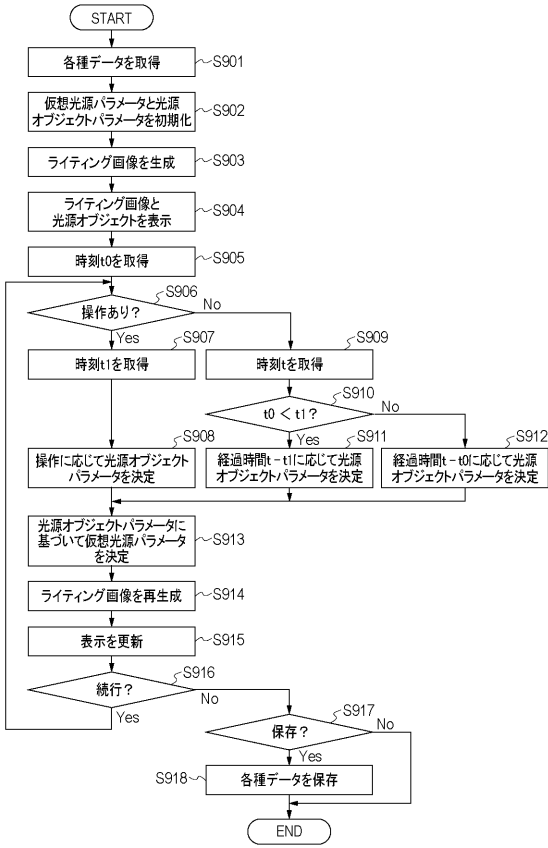 START
各種データを取得
S901
仮想光源パラメータと光源
オブジェクトパラメータを初期化
S902
ライティング画像を生成
S903
ライティング画像と
光源オブジェクトを表示
S904
時刻t0を取得
S905
操作あり?
S906
No
Yes
時刻t1を取得
S907
時刻tを取得
S909
t0 < t1?
S910
No
Yes
操作に応じて光源オブジェクト
パラメータを決定
S908
経過時間t-t1に応じて光源
オブジェクトパラメータを決定
S911
経過時間t-t0に応じて光源
オブジェクトパラメータを決定
S912
光源オブジェクトパラメータに
基づいて仮想光源パラメータ
を決定
S913
ライティング画像を再生成
S914
表示を更新
S915
続行?
S916
No
Yes
保存?
S917
No
Yes
各種データを保存
S918
END